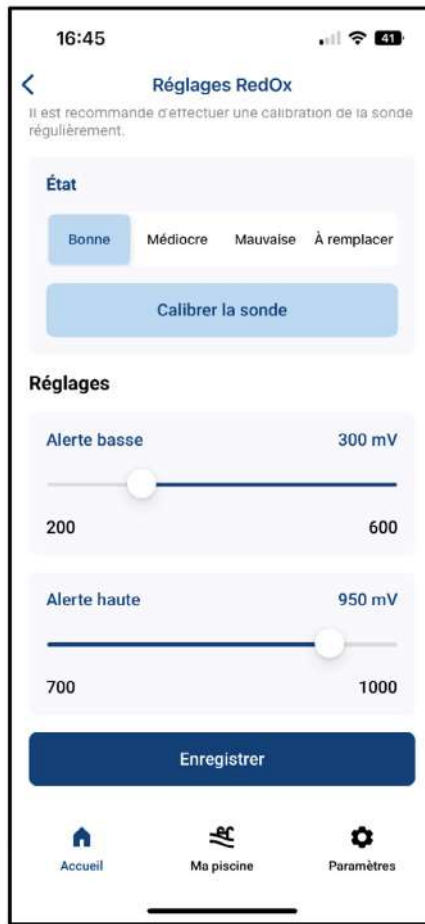 16:45
41
Réglages RedOx
Il est recommandé d'effectuer une calibration de la sonde
régulièrement.
État
Bonne Médiocre Mauvaise À remplacer
Calibrer la sonde
Réglages
Alerte basse 300 mV
200 600
Alerte haute 950 mV
700 1000
Enregistrer
Accueil Ma piscine Paramètres